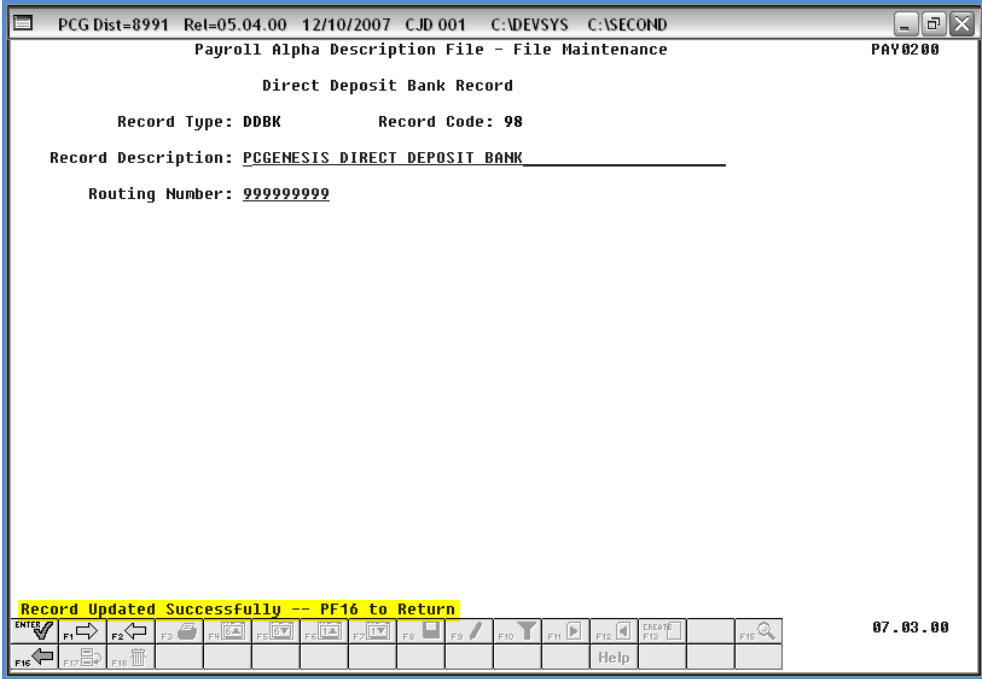 PCG Dist=8991 Rel=05.04.00 12/10/2007 CJD 001 C:\DEVSYS C:\SECOND
Payroll Alpha Description File - File Maintenance PAY0200
Direct Deposit Bank Record
Record Type: DDBK Record Code: 98
Record Description: PCGENESIS DIRECT DEPOSIT BANK
Routing Number: 999999999
Record Updated Successfully -- PF16 to Return
ENTER F1 F2 F3 F4 F5 F6 F7 F8 F9 F10 F11 F12 CREATE F13 F15 07.03.00
F16 F17 F18 Help